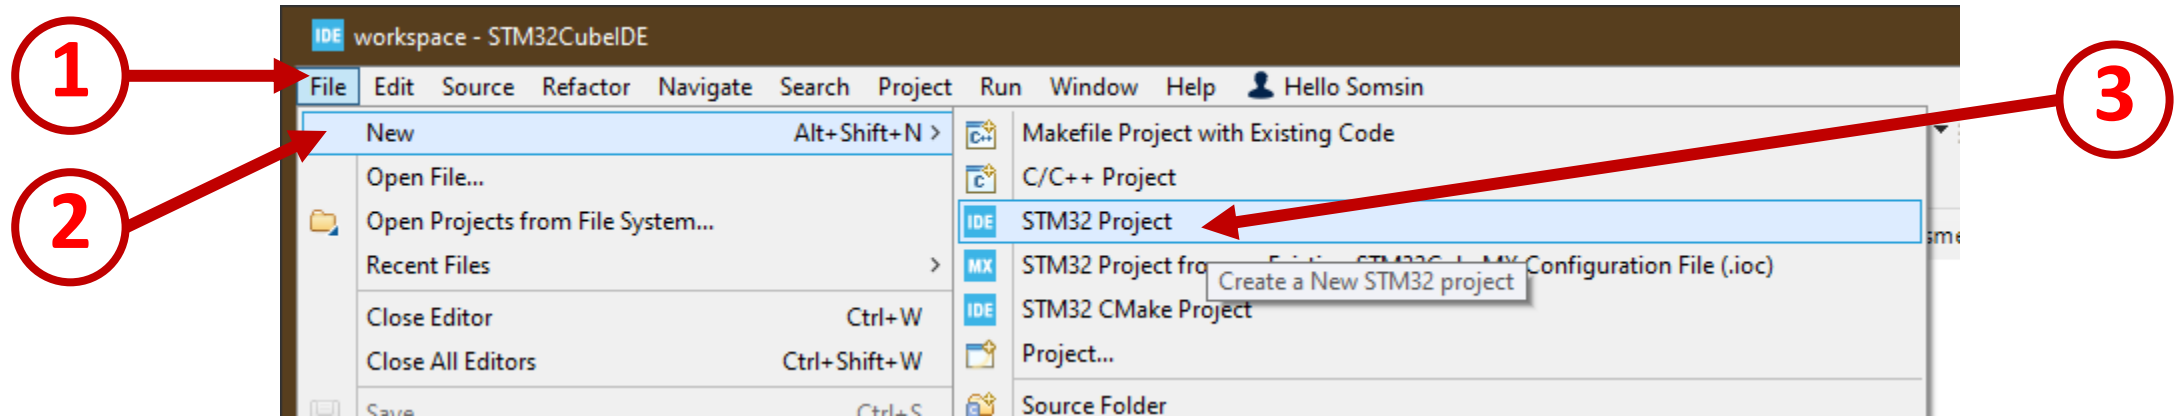 1
2
3
IDE workspace - STM32CubeIDE
File Edit Source Refactor Navigate Search Project Run Window Help Hello Somsin
New Alt+Shift+N >
Open File...
Open Projects from File System...
Recent Files >
Close Editor Ctrl+W
Close All Editors Ctrl+Shift+W
Save Ctrl+S
C++ Makefile Project with Existing Code
C C/C++ Project
IDE STM32 Project
MX STM32 Project Configuration File (.ioc)
Create a New STM32 project
IDE STM32 CMake Project
Project...
Source Folder